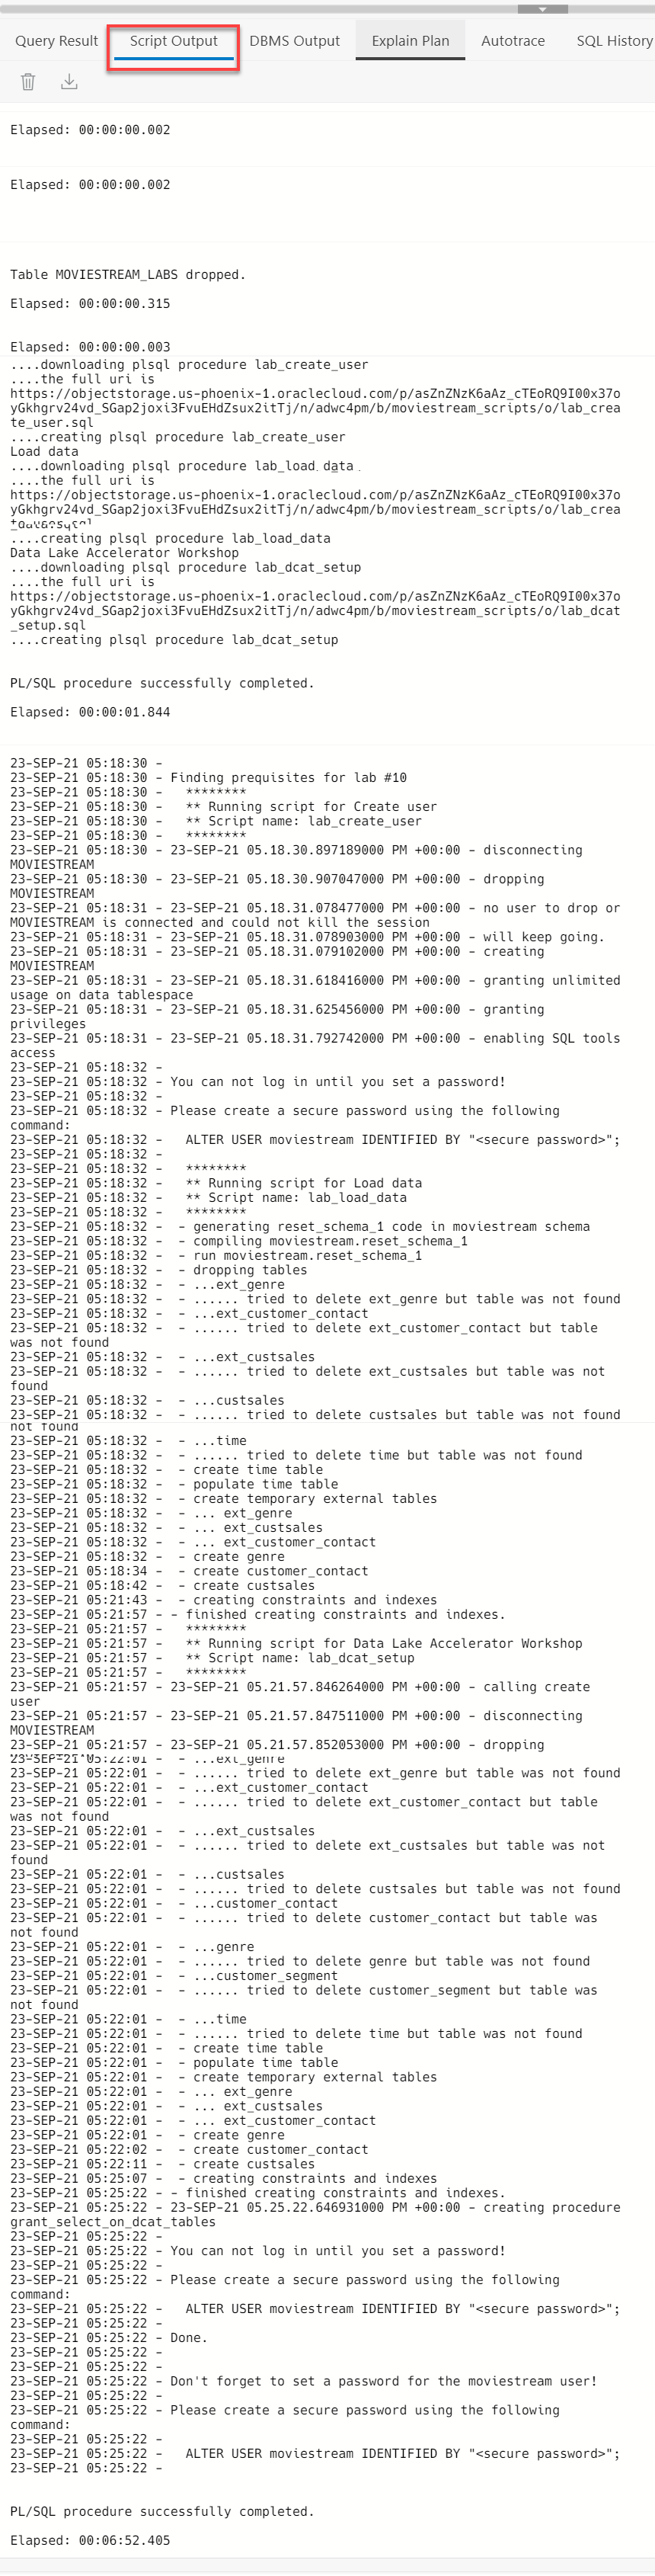 Query Result Script Output DBMS Output Explain Plan Autotrace SQL History
Elapsed: 00:00:00.002
Elapsed: 00:00:00.002
Table MOVIESTREAM_LABS dropped.
Elapsed: 00:00:00.315
Elapsed: 00:00:00.003
....downloading plsql procedure lab_create_user
....the full uri is
https://objectstorage.us-phoenix-1.oraclecloud.com/p/asZnZNzK6aAz_cTEoRQ9I00x37o
yGkhgrv24vd_SGap2joxi3FvuEHdZsux2itTj/n/adwc4pm/b/moviestream_scripts/o/lab_crea
te_user.sql
....creating plsql procedure lab_create_user
Load data
....downloading plsql procedure lab_load_data
....the full uri is
https://objectstorage.us-phoenix-1.oraclecloud.com/p/asZnZNzK6aAz_cTEoRQ9I00x37o
yGkhgrv24vd_SGap2joxi3FvuEHdZsux2itTj/n/adwc4pm/b/moviestream_scripts/o/lab_crea
....creating plsql procedure lab_load_data
Data Lake Accelerator Workshop
....downloading plsql procedure lab_dcat_setup
....the full uri is
https://objectstorage.us-phoenix-1.oraclecloud.com/p/asZnZNzK6aAz_cTEoRQ9I00x37o
yGkhgrv24vd_SGap2joxi3FvuEHdZsux2itTj/n/adwc4pm/b/moviestream_scripts/o/lab_dcat
_setup.sql
....creating plsql procedure lab_dcat_setup
PL/SQL procedure successfully completed.
Elapsed: 00:00:01.844
23-SEP-21 05:18:30 -
23-SEP-21 05:18:30 - Finding prequisites for lab #10
23-SEP-21 05:18:30 -   ********
23-SEP-21 05:18:30 -   ** Running script for Create user
23-SEP-21 05:18:30 -   ** Script name: lab_create_user
23-SEP-21 05:18:30 -   ********
23-SEP-21 05:18:30 - 23-SEP-21 05.18.30.897189000 PM +00:00 - disconnecting
MOVIESTREAM
23-SEP-21 05:18:30 - 23-SEP-21 05.18.30.907047000 PM +00:00 - dropping
MOVIESTREAM
23-SEP-21 05:18:31 - 23-SEP-21 05.18.31.078477000 PM +00:00 - no user to drop or
MOVIESTREAM is connected and could not kill the session
23-SEP-21 05:18:31 - 23-SEP-21 05.18.31.078903000 PM +00:00 - will keep going.
23-SEP-21 05:18:31 - 23-SEP-21 05.18.31.079102000 PM +00:00 - creating
MOVIESTREAM
23-SEP-21 05:18:31 - 23-SEP-21 05.18.31.618416000 PM +00:00 - granting unlimited
usage on data tablespace
23-SEP-21 05:18:31 - 23-SEP-21 05.18.31.625456000 PM +00:00 - granting
privileges
23-SEP-21 05:18:31 - 23-SEP-21 05.18.31.792742000 PM +00:00 - enabling SQL tools
access
23-SEP-21 05:18:32 -
23-SEP-21 05:18:32 - You can not log in until you set a password!
23-SEP-21 05:18:32 -
23-SEP-21 05:18:32 - Please create a secure password using the following
command:
23-SEP-21 05:18:32 -   ALTER USER moviestream IDENTIFIED BY "<secure password>";
23-SEP-21 05:18:32 -
23-SEP-21 05:18:32 -   ********
23-SEP-21 05:18:32 -   ** Running script for Load data
23-SEP-21 05:18:32 -   ** Script name: lab_load_data
23-SEP-21 05:18:32 -   ********
23-SEP-21 05:18:32 -  - generating reset_schema_1 code in moviestream schema
23-SEP-21 05:18:32 -  - compiling moviestream.reset_schema_1
23-SEP-21 05:18:32 -  - run moviestream.reset_schema_1
23-SEP-21 05:18:32 -  - dropping tables
23-SEP-21 05:18:32 -  - ...ext_genre
23-SEP-21 05:18:32 -  - ...... tried to delete ext_genre but table was not found
23-SEP-21 05:18:32 -  - ...ext_customer_contact
23-SEP-21 05:18:32 -  - ...... tried to delete ext_customer_contact but table
was not found
23-SEP-21 05:18:32 -  - ...ext_custsales
23-SEP-21 05:18:32 -  - ...... tried to delete ext_custsales but table was not
found
23-SEP-21 05:18:32 -  - ...custsales
23-SEP-21 05:18:32 -  - ...... tried to delete custsales but table was not found
not found
23-SEP-21 05:18:32 -  - ...time
23-SEP-21 05:18:32 -  - ...... tried to delete time but table was not found
23-SEP-21 05:18:32 -  - create time table
23-SEP-21 05:18:32 -  - populate time table
23-SEP-21 05:18:32 -  - create temporary external tables
23-SEP-21 05:18:32 -  - ... ext_genre
23-SEP-21 05:18:32 -  - ... ext_custsales
23-SEP-21 05:18:32 -  - ... ext_customer_contact
23-SEP-21 05:18:32 -  - create genre
23-SEP-21 05:18:34 -  - create customer_contact
23-SEP-21 05:18:42 -  - create custsales
23-SEP-21 05:21:43 -  - creating constraints and indexes
23-SEP-21 05:21:57 - - finished creating constraints and indexes.
23-SEP-21 05:21:57 -   ********
23-SEP-21 05:21:57 -   ** Running script for Data Lake Accelerator Workshop
23-SEP-21 05:21:57 -   ** Script name: lab_dcat_setup
23-SEP-21 05:21:57 -   ********
23-SEP-21 05:21:57 - 23-SEP-21 05.21.57.846264000 PM +00:00 - calling create
user
23-SEP-21 05:21:57 - 23-SEP-21 05.21.57.847511000 PM +00:00 - disconnecting
MOVIESTREAM
23-SEP-21 05:21:57 - 23-SEP-21 05.21.57.852053000 PM +00:00 - dropping
23-SEP-21 05:22:01 -  - ...ext_genre
23-SEP-21 05:22:01 -  - ...... tried to delete ext_genre but table was not found
23-SEP-21 05:22:01 -  - ...ext_customer_contact
23-SEP-21 05:22:01 -  - ...... tried to delete ext_customer_contact but table
was not found
23-SEP-21 05:22:01 -  - ...ext_custsales
23-SEP-21 05:22:01 -  - ...... tried to delete ext_custsales but table was not
found
23-SEP-21 05:22:01 -  - ...custsales
23-SEP-21 05:22:01 -  - ...... tried to delete custsales but table was not found
23-SEP-21 05:22:01 -  - ...customer_contact
23-SEP-21 05:22:01 -  - ...... tried to delete customer_contact but table was
not found
23-SEP-21 05:22:01 -  - ...genre
23-SEP-21 05:22:01 -  - ...... tried to delete genre but table was not found
23-SEP-21 05:22:01 -  - ...customer_segment
23-SEP-21 05:22:01 -  - ...... tried to delete customer_segment but table was
not found
23-SEP-21 05:22:01 -  - ...time
23-SEP-21 05:22:01 -  - ...... tried to delete time but table was not found
23-SEP-21 05:22:01 -  - create time table
23-SEP-21 05:22:01 -  - populate time table
23-SEP-21 05:22:01 -  - create temporary external tables
23-SEP-21 05:22:01 -  - ... ext_genre
23-SEP-21 05:22:01 -  - ... ext_custsales
23-SEP-21 05:22:01 -  - ... ext_customer_contact
23-SEP-21 05:22:01 -  - create genre
23-SEP-21 05:22:02 -  - create customer_contact
23-SEP-21 05:22:11 -  - create custsales
23-SEP-21 05:25:07 -  - creating constraints and indexes
23-SEP-21 05:25:22 - - finished creating constraints and indexes.
23-SEP-21 05:25:22 - 23-SEP-21 05.25.22.646931000 PM +00:00 - creating procedure
grant_select_on_dcat_tables
23-SEP-21 05:25:22 -
23-SEP-21 05:25:22 - You can not log in until you set a password!
23-SEP-21 05:25:22 -
23-SEP-21 05:25:22 - Please create a secure password using the following
command:
23-SEP-21 05:25:22 -   ALTER USER moviestream IDENTIFIED BY "<secure password>";
23-SEP-21 05:25:22 -
23-SEP-21 05:25:22 - Done.
23-SEP-21 05:25:22 -
23-SEP-21 05:25:22 -
23-SEP-21 05:25:22 - Don't forget to set a password for the moviestream user!
23-SEP-21 05:25:22 -
23-SEP-21 05:25:22 - Please create a secure password using the following
command:
23-SEP-21 05:25:22 -
23-SEP-21 05:25:22 -   ALTER USER moviestream IDENTIFIED BY "<secure password>";
23-SEP-21 05:25:22 -
PL/SQL procedure successfully completed.
Elapsed: 00:06:52.405